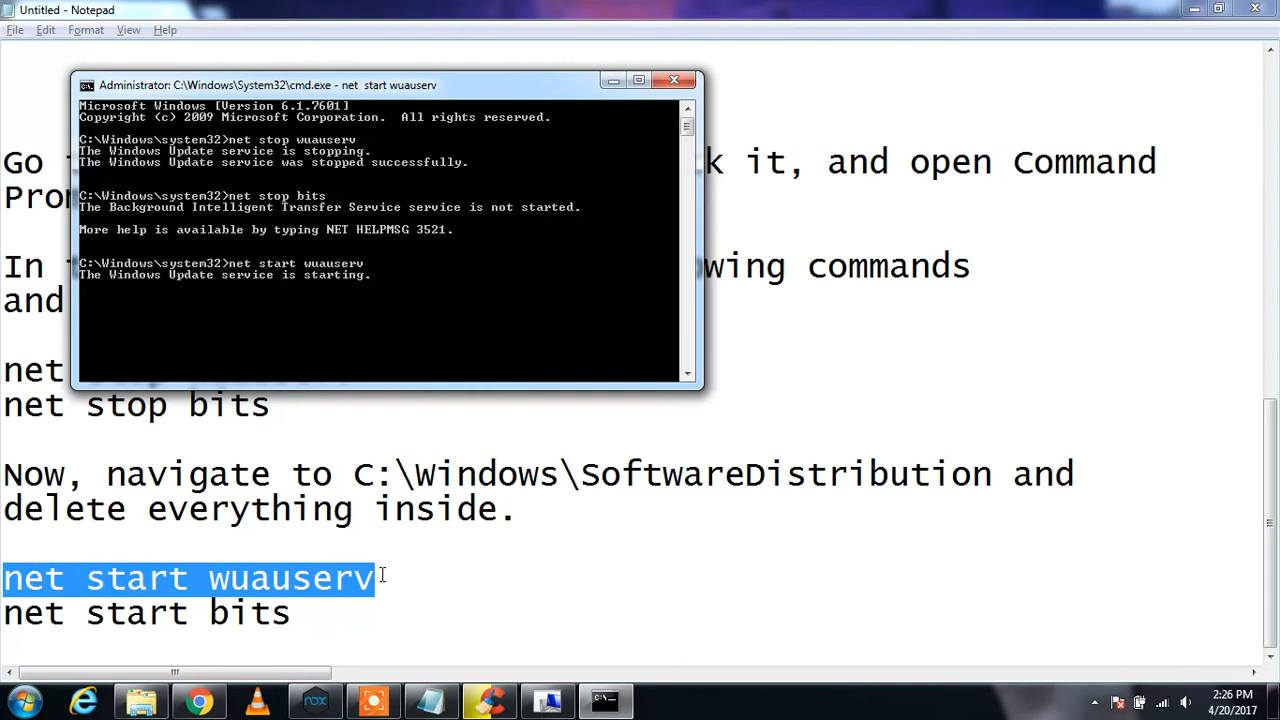 Untitled - Notepad
File Edit Format View Help
Administrator: C:\Windows\System32\cmd.exe - net  start wuauserv
Microsoft Windows [Version 6.1.7601]
Copyright (c) 2009 Microsoft Corporation.  All rights reserved.
C:\Windows\system32>net stop wuauserv
The Windows Update service is stopping.
The Windows Update service was stopped successfully.
C:\Windows\system32>net stop bits
The Background Intelligent Transfer Service service is not started.
More help is available by typing NET HELPMSG 3521.
C:\Windows\system32>net start wuauserv
The Windows Update service is starting.
Go it, and open Command
In commands
and
net
net stop bits
Now, navigate to C:\Windows\SoftwareDistribution and
delete everything inside.
net start wuauserv
net start bits
nox
C:\
2:26 PM
4/20/2017